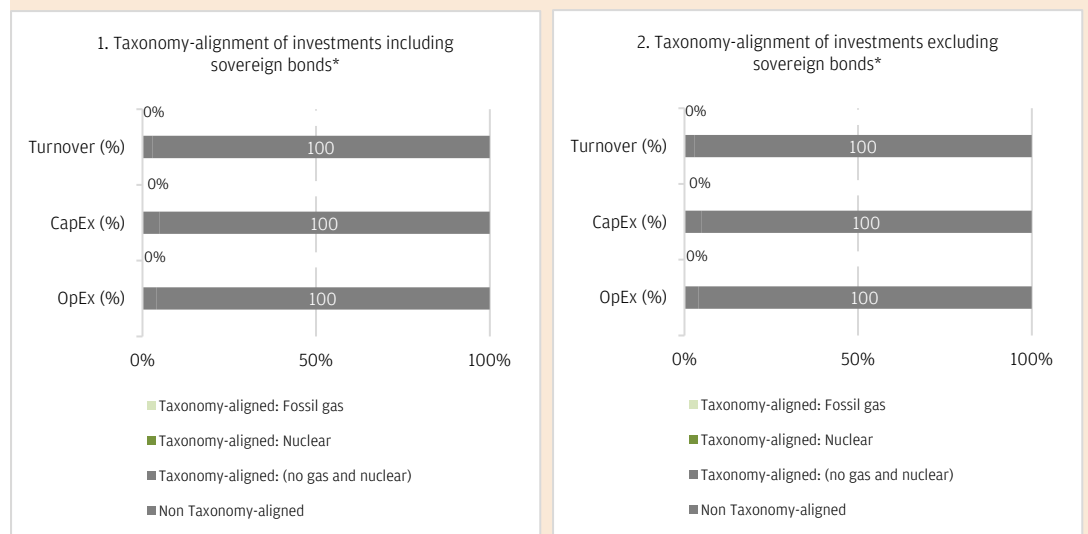 1. Taxonomy-alignment of investments including
sovereign bonds*
0%
Turnover (%)
100
0%
CapEx (%)
100
0%
OpEx (%)
100
0%
50%
100%
Taxonomy-aligned: Fossil gas
Taxonomy-aligned: Nuclear
Taxonomy-aligned: (no gas and nuclear)
Non Taxonomy-aligned
2. Taxonomy-alignment of investments excluding
sovereign bonds*
0%
Turnover (%)
100
0%
CapEx (%)
100
0%
OpEx (%)
100
0%
50%
100%
Taxonomy-aligned: Fossil gas
Taxonomy-aligned: Nuclear
Taxonomy-aligned: (no gas and nuclear)
Non Taxonomy-aligned